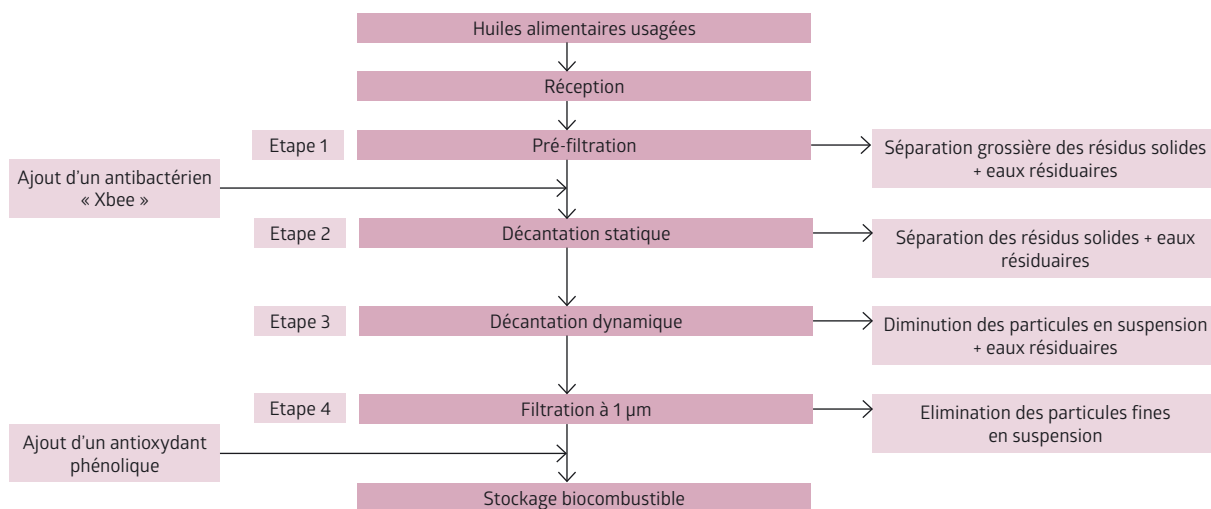 Huiles alimentaires usagées
Réception
Etape 1
Pré-filtration
Séparation grossière des résidus solides
+ eaux résiduaires
Ajout d'un antibactérien
« Xbee »
Etape 2
Décantation statique
Séparation des résidus solides + eaux
résiduaires
Etape 3
Décantation dynamique
Diminution des particules en suspension
+ eaux résiduaires
Etape 4
Filtration à 1 µm
Elimination des particules fines
en suspension
Ajout d'un antioxydant
phénolique
Stockage biocombustible